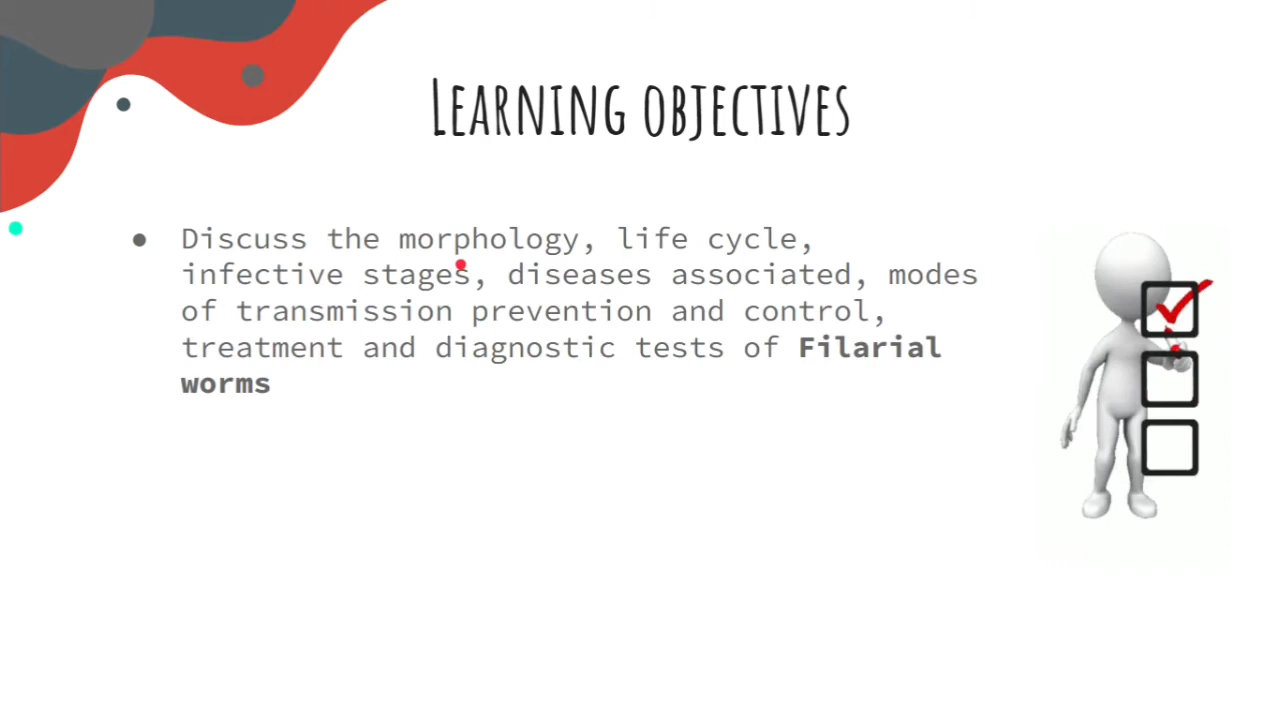 Learning objectives
● Discuss the morphology, life cycle,
infective stages, diseases associated, modes
of transmission prevention and control,
treatment and diagnostic tests of Filarial
worms